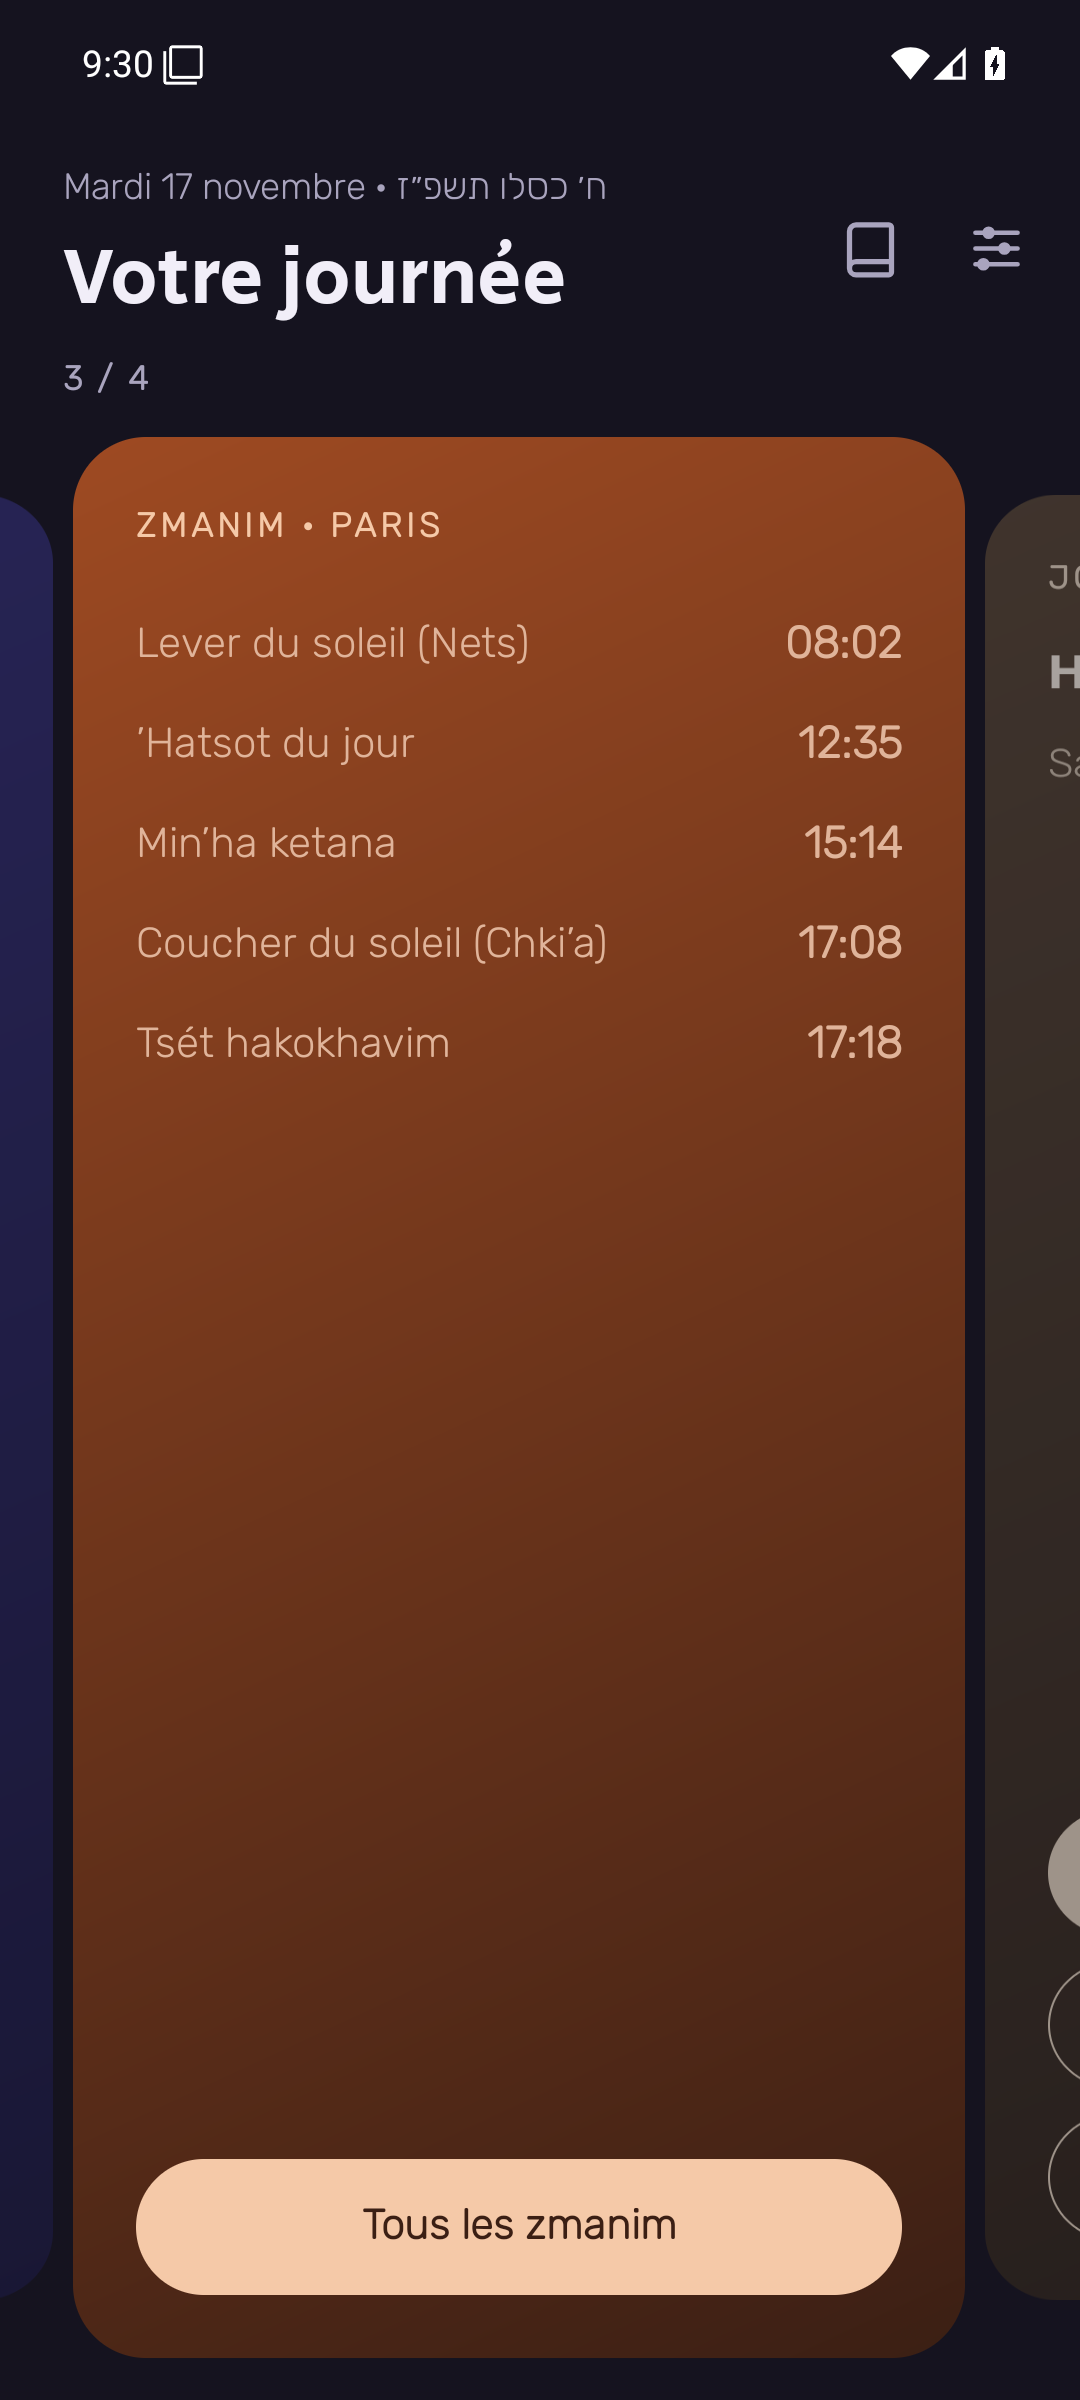 9:30
Mardi 17 novembre • ח׳ כסלו תשפ״ז
Votre journée
3 / 4
ZMANIM • PARIS
Lever du soleil (Nets) 08:02
’Hatsot du jour 12:35
Min’ha ketana 15:14
Coucher du soleil (Chki’a) 17:08
Tsét hakokhavim 17:18
Tous les zmanim